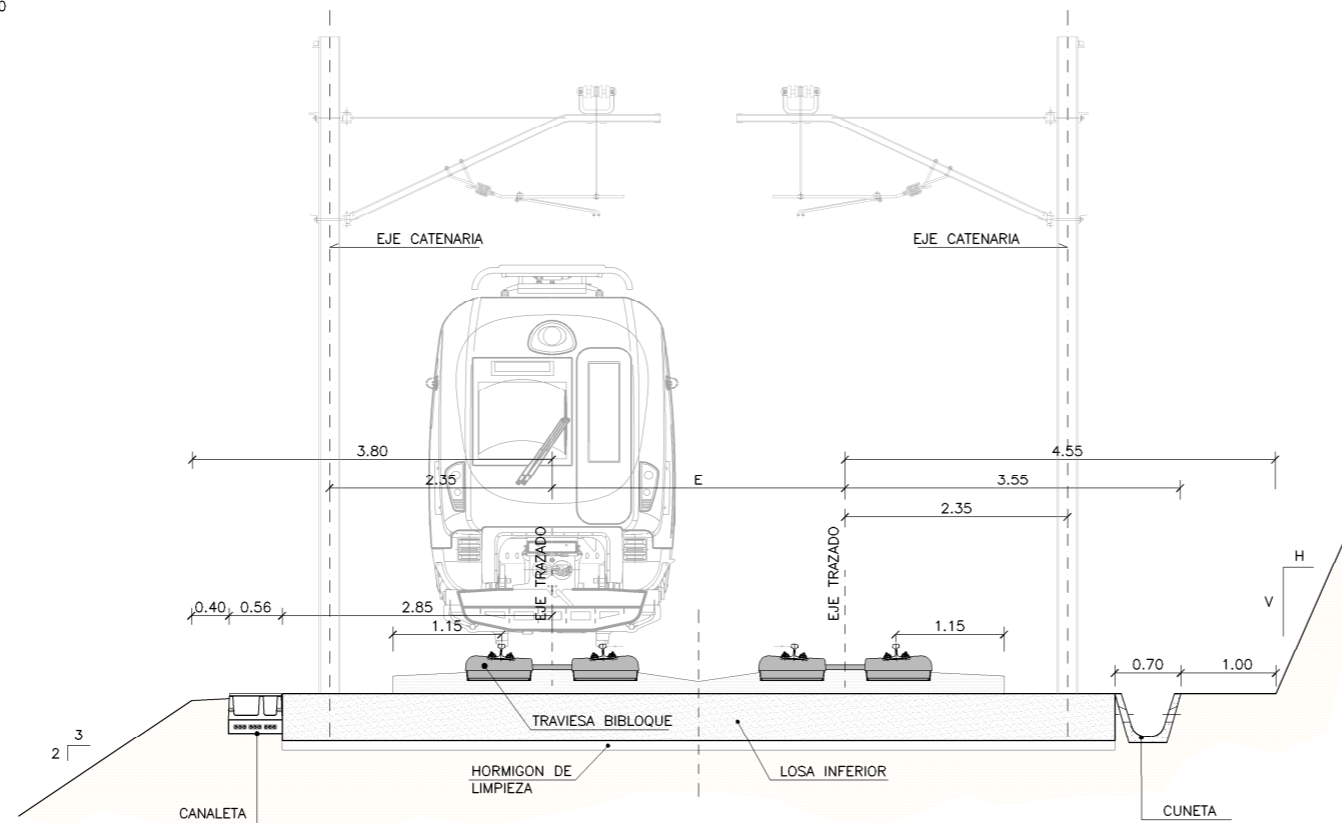 0
EJE CATENARIA
EJE CATENARIA
3.80
4.55
2.35
E
3.55
2.35
EJE TRAZADO
EJE TRAZADO
H
V
0.40
0.56
2.85
1.15
1.15
0.70
1.00
TRAVIESA BIBLOQUE
3
2
HORMIGON DE
LIMPIEZA
LOSA INFERIOR
CANALETA
CUNETA